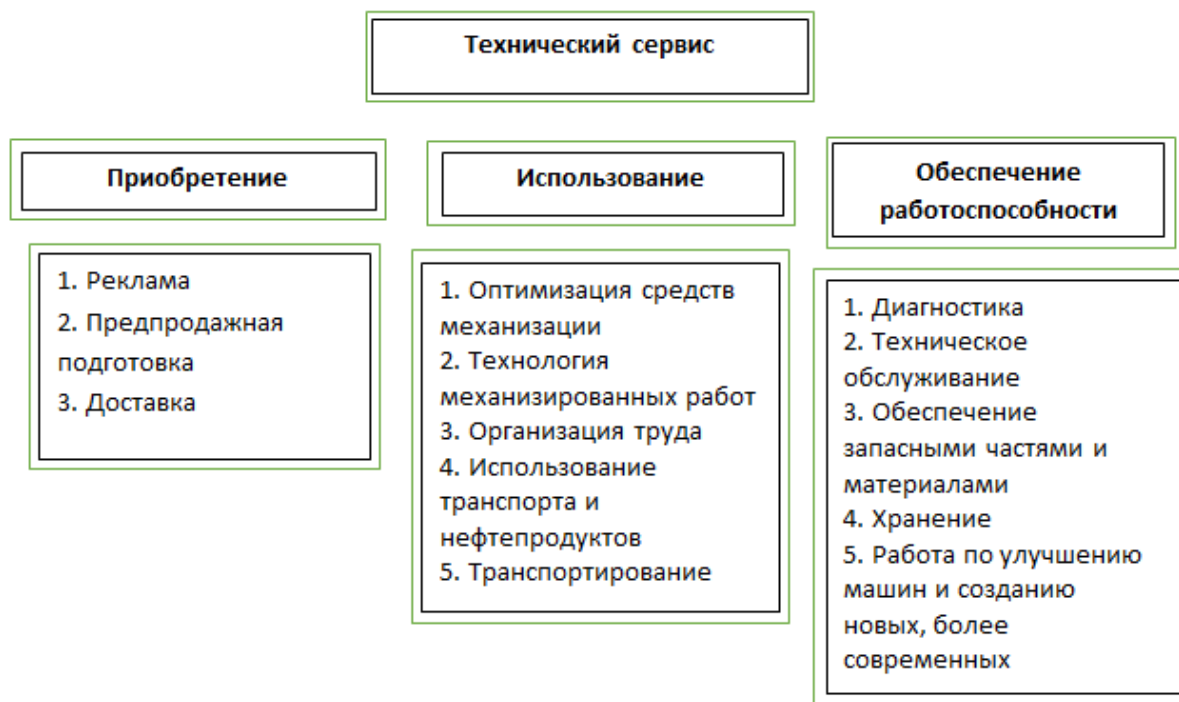 Технический сервис
Приобретение
1. Реклама
2. Предпродажная
подготовка
3. Доставка
Использование
1. Оптимизация средств
механизации
2. Технология
механизированных работ
3. Организация труда
4. Использование
транспорта и
нефтепродуктов
5. Транспортирование
Обеспечение
работоспособности
1. Диагностика
2. Техническое
обслуживание
3. Обеспечение
запасными частями и
материалами
4. Хранение
5. Работа по улучшению
машин и созданию
новых, более
современных